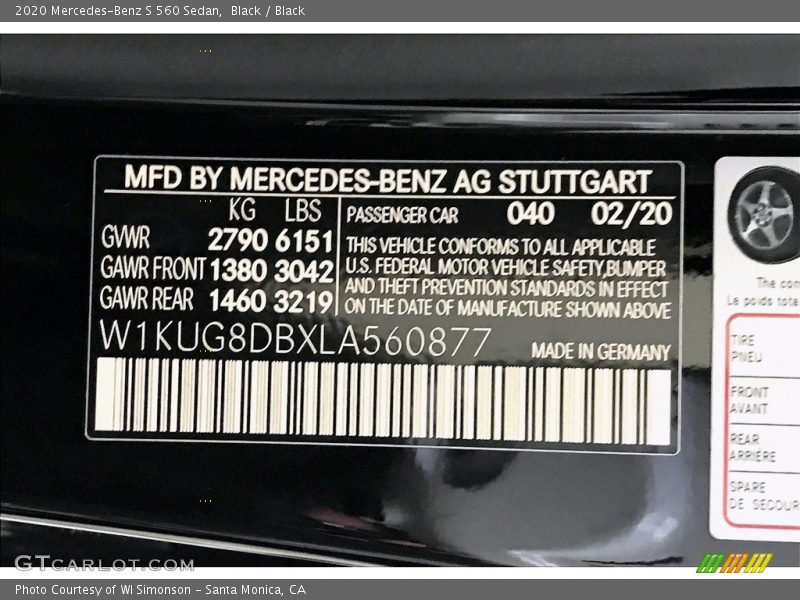 2020 Mercedes-Benz S 560 Sedan, Black / Black
MFD BY MERCEDES-BENZ AG STUTTGART
KG LBS
GVWR 2790 6151
GAWR FRONT 1380 3042
GAWR REAR 1460 3219
PASSENGER CAR 040 02/20
THIS VEHICLE CONFORMS TO ALL APPLICABLE
U.S. FEDERAL MOTOR VEHICLE SAFETY,BUMPER
AND THEFT PREVENTION STANDARDS IN EFFECT
ON THE DATE OF MANUFACTURE SHOWN ABOVE
W1KUG8DBXLA560877
MADE IN GERMANY
The
Le poids
TIRE
PNEU
FRONT
AVANT
REAR
ARRIÈRE
SPARE
DE
GTCARLOT.COM
Photo Courtesy of WI Simonson - Santa Monica, CA